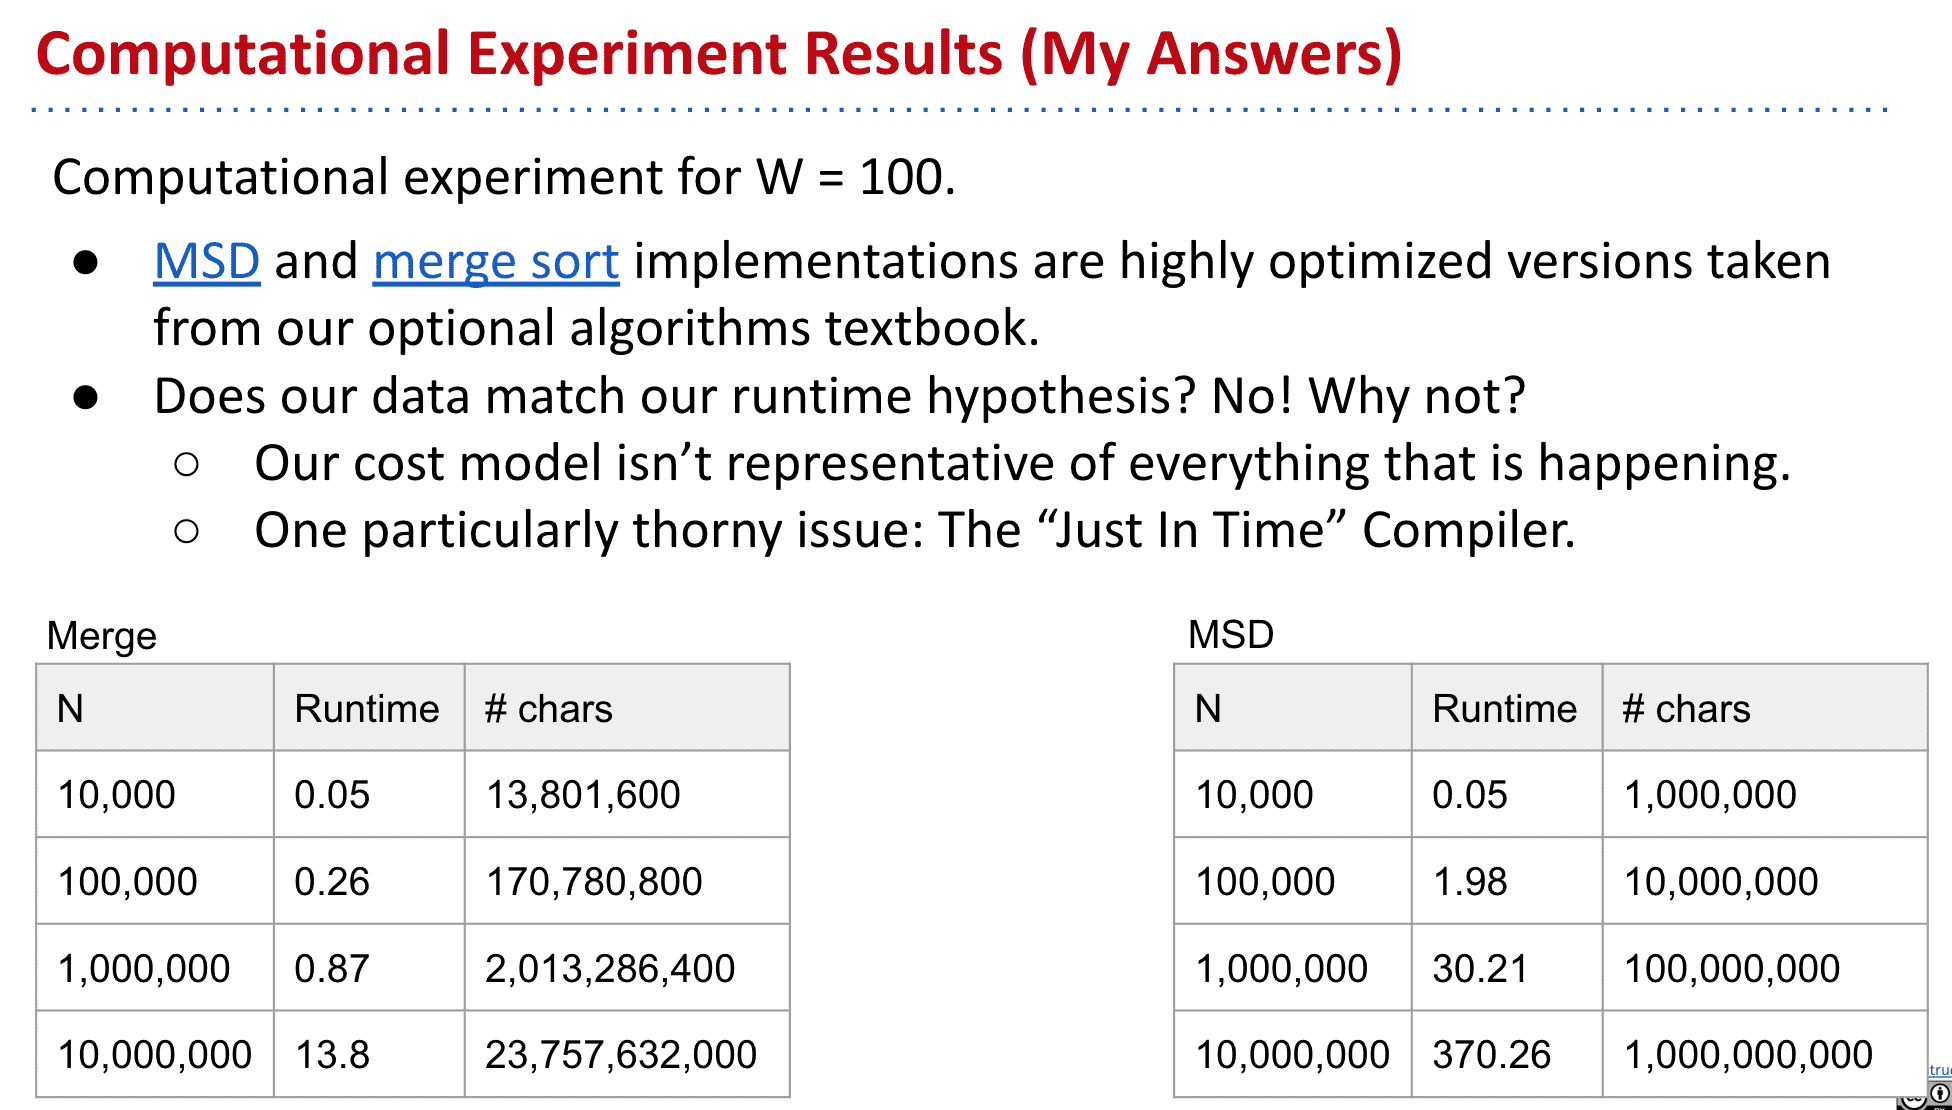 Computational Experiment Results (My Answers)
Computational experiment for W = 100.
● MSD and merge sort implementations are highly optimized versions taken
from our optional algorithms textbook.
● Does our data match our runtime hypothesis? No! Why not?
○ Our cost model isn’t representative of everything that is happening.
○ One particularly thorny issue: The “Just In Time” Compiler.
Merge
N Runtime # chars
10,000 0.05 13,801,600
100,000 0.26 170,780,800
1,000,000 0.87 2,013,286,400
10,000,000 13.8 23,757,632,000
MSD
N Runtime # chars
10,000 0.05 1,000,000
100,000 1.98 10,000,000
1,000,000 30.21 100,000,000
10,000,000 370.26 1,000,000,000